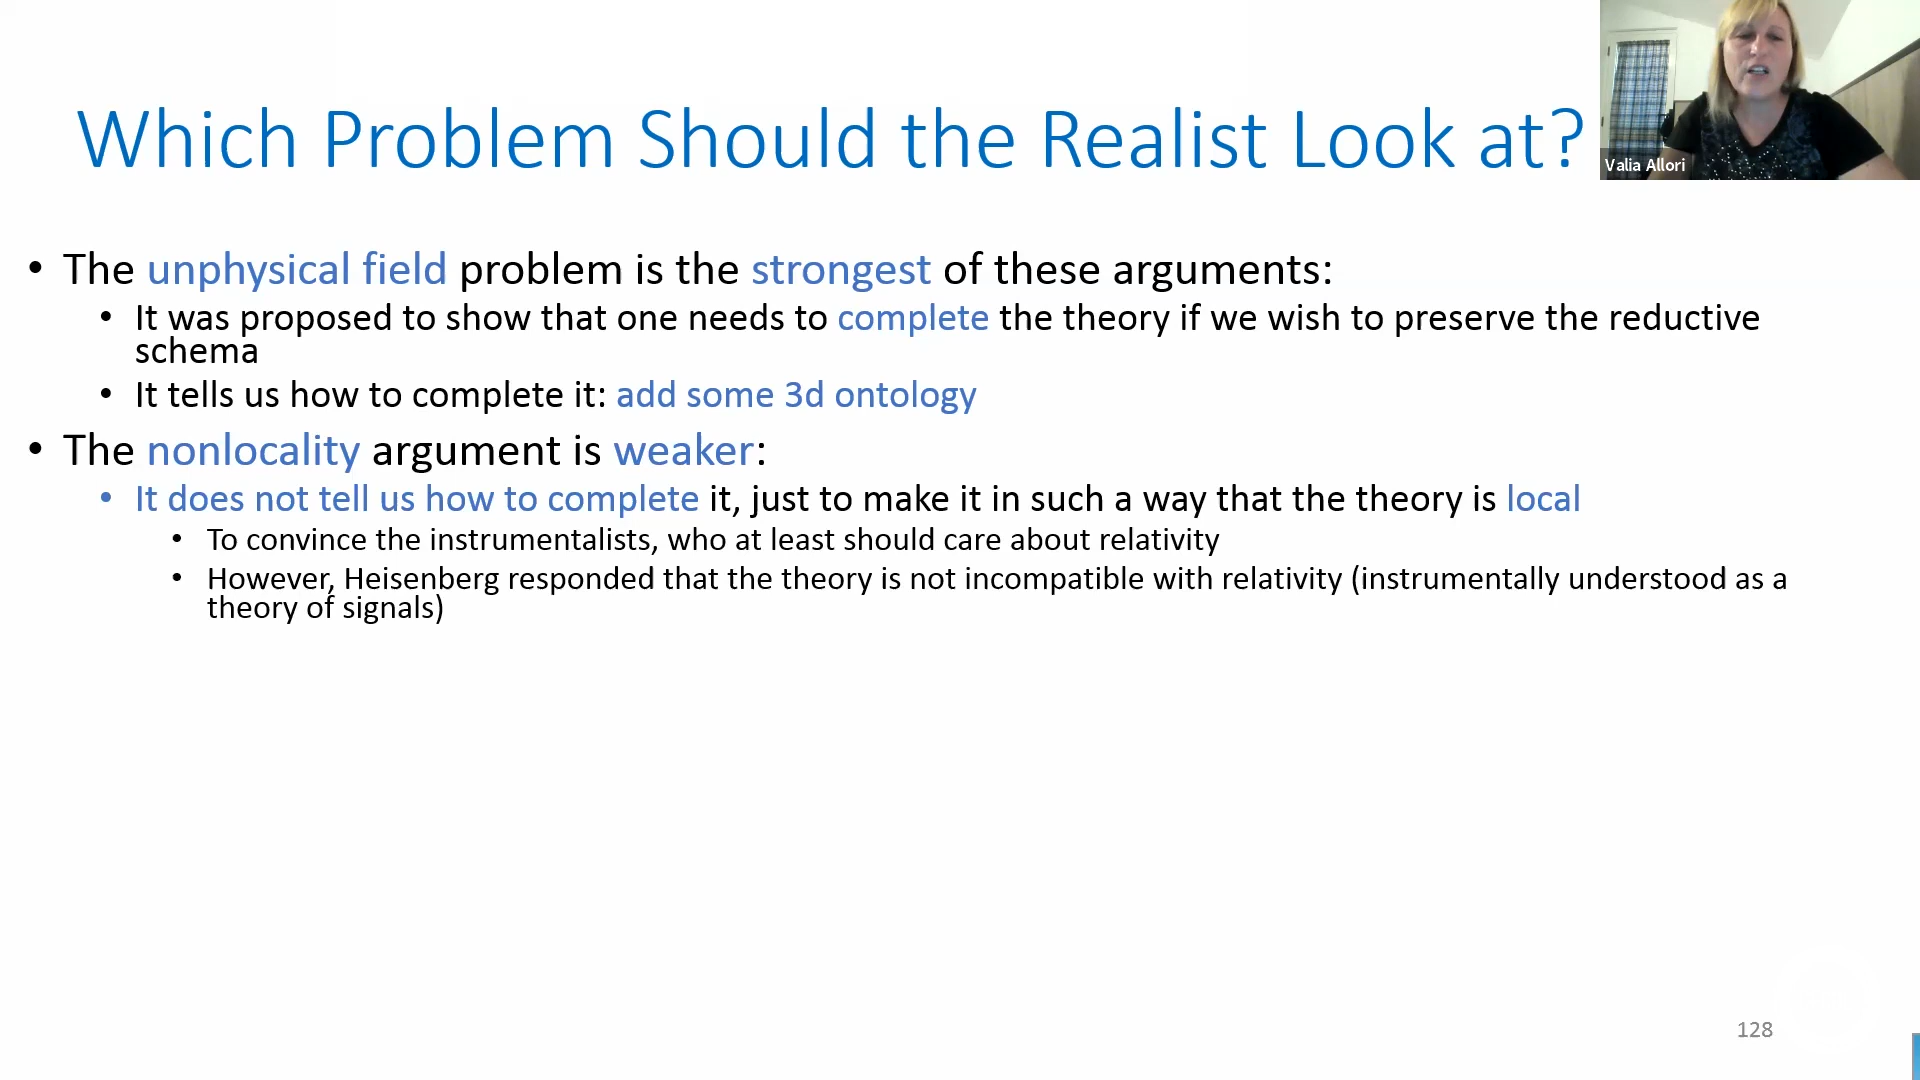 Which Problem Should the Realist Look at?
Valia Allori
• The unphysical field problem is the strongest of these arguments:
• It was proposed to show that one needs to complete the theory if we wish to preserve the reductive
schema
• It tells us how to complete it: add some 3d ontology
• The nonlocality argument is weaker:
• It does not tell us how to complete it, just to make it in such a way that the theory is local
• To convince the instrumentalists, who at least should care about relativity
• However, Heisenberg responded that the theory is not incompatible with relativity (instrumentally understood as a
theory of signals)
128